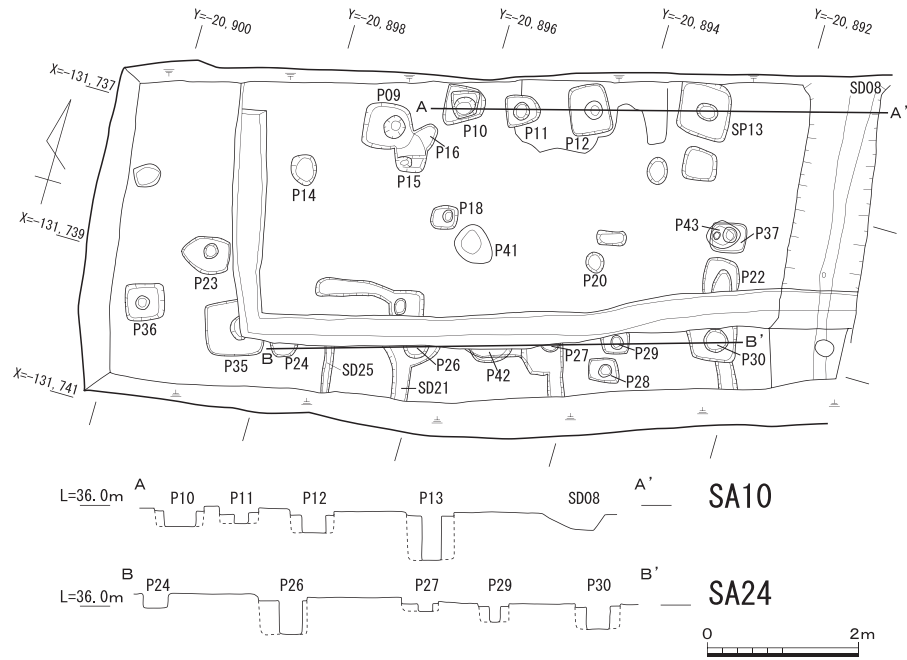 Y=-20,900
Y=-20,898
Y=-20,896
Y=-20,894
Y=-20,892
X=-131,737
SD08
P09
A
A'
P10
P11
P12
SP13
P16
P15
P14
X=-131,739
P18
P43
P37
P41
P23
P20
P22
P36
B
B'
P35
P24
P26
P27
P29
P30
P42
SD25
X=-131,741
SD21
P28
A
A'
L=36.0m
P10
P11
P12
P13
SD08
SA10
B
B'
L=36.0m
P24
P26
P27
P29
P30
SA24
0
2m